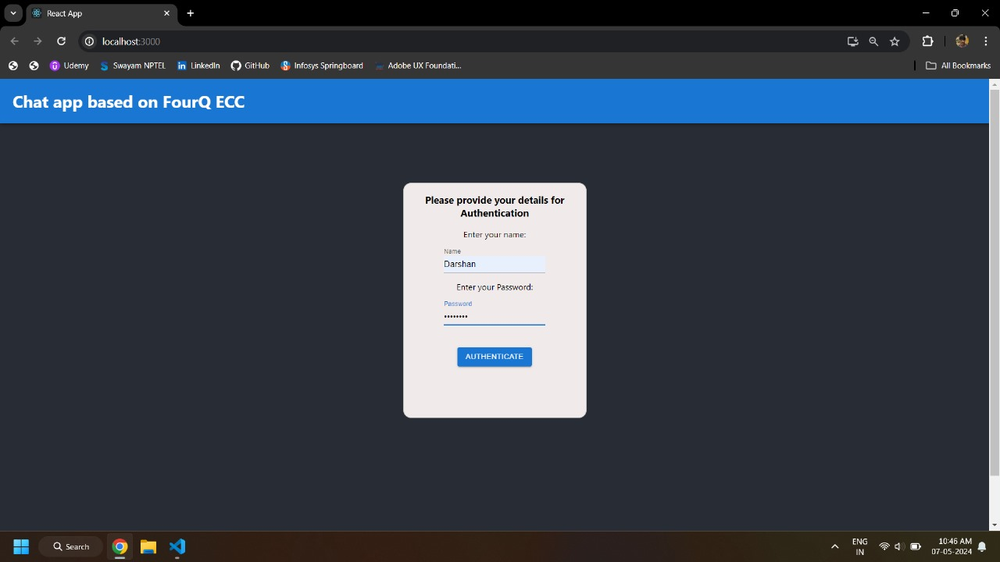 React App
localhost:3000
Udemy
Swayam NPTEL
LinkedIn
GitHub
Infosys Springboard
Adobe UX Foundati...
All Bookmarks
Chat app based on FourQ ECC
Please provide your details for
Authentication
Enter your name:
Name
Darshan
Enter your Password:
Password
••••••••
AUTHENTICATE
Search
ENG
IN
10:46 AM
07-05-2024